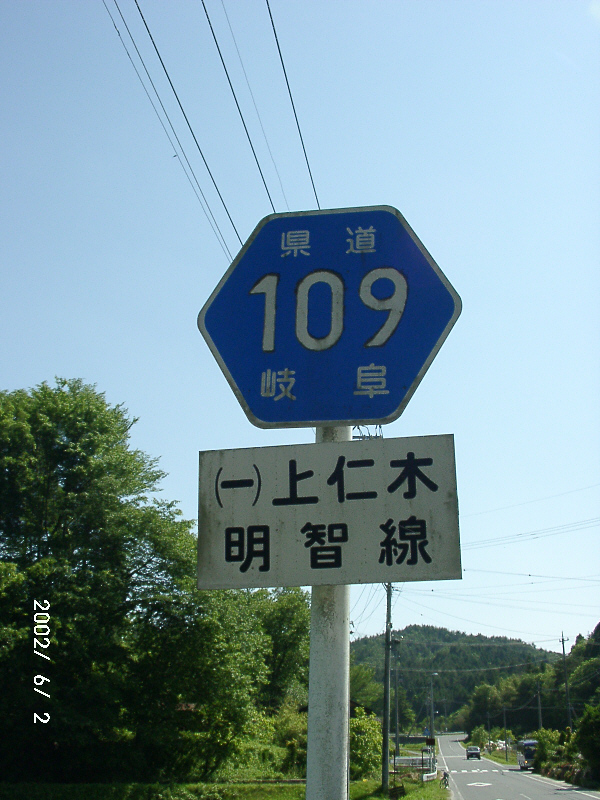 県道
109
岐阜
(一)上仁木
明智線
2002/ 6/ 2